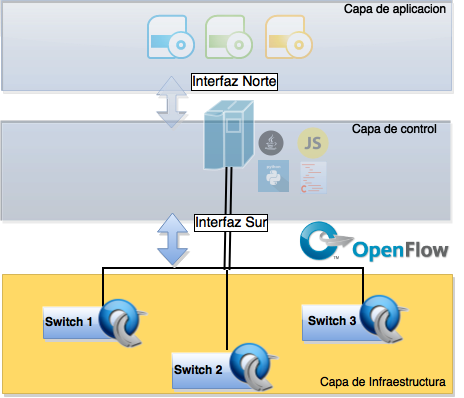 Capa de aplicacion
Interfaz Norte
Capa de control
JS
Interfaz Sur
OpenFlow
TM
Switch 1
Switch 3
Switch 2
Capa de Infraestructura